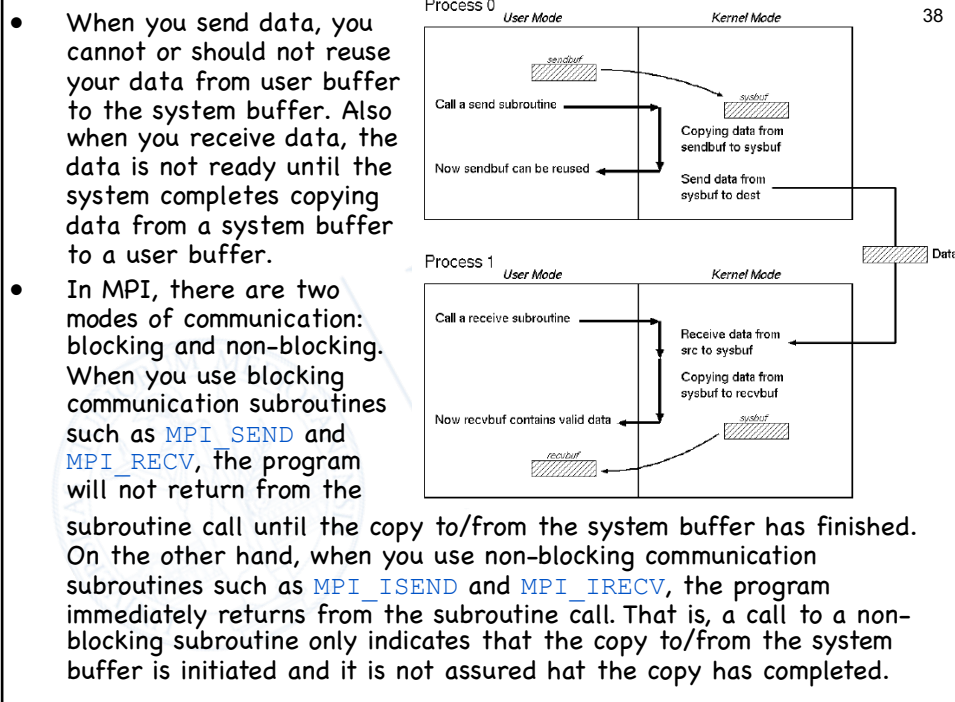 38
• When you send data, you
cannot or should not reuse
your data from user buffer
to the system buffer. Also
when you receive data, the
data is not ready until the
system completes copying
data from a system buffer
to a user buffer.
• In MPI, there are two
modes of communication:
blocking and non-blocking.
When you use blocking
communication subroutines
such as MPI_SEND and
MPI_RECV, the program
will not return from the
subroutine call until the copy to/from the system buffer has finished.
On the other hand, when you use non-blocking communication
subroutines such as MPI_ISEND and MPI_IRECV, the program
immediately returns from the subroutine call. That is, a call to a non-
blocking subroutine only indicates that the copy to/from the system
buffer is initiated and it is not assured hat the copy has completed.
Process 0
User Mode
Kernel Mode
sendbuf
sysbuf
Call a send subroutine
Copying data from
sendbuf to sysbuf
Now sendbuf can be reused
Send data from
sysbuf to dest
Data
Process 1
User Mode
Kernel Mode
Call a receive subroutine
Receive data from
src to sysbuf
Copying data from
sysbuf to recvbuf
Now recvbuf contains valid data
sysbuf
recvbuf